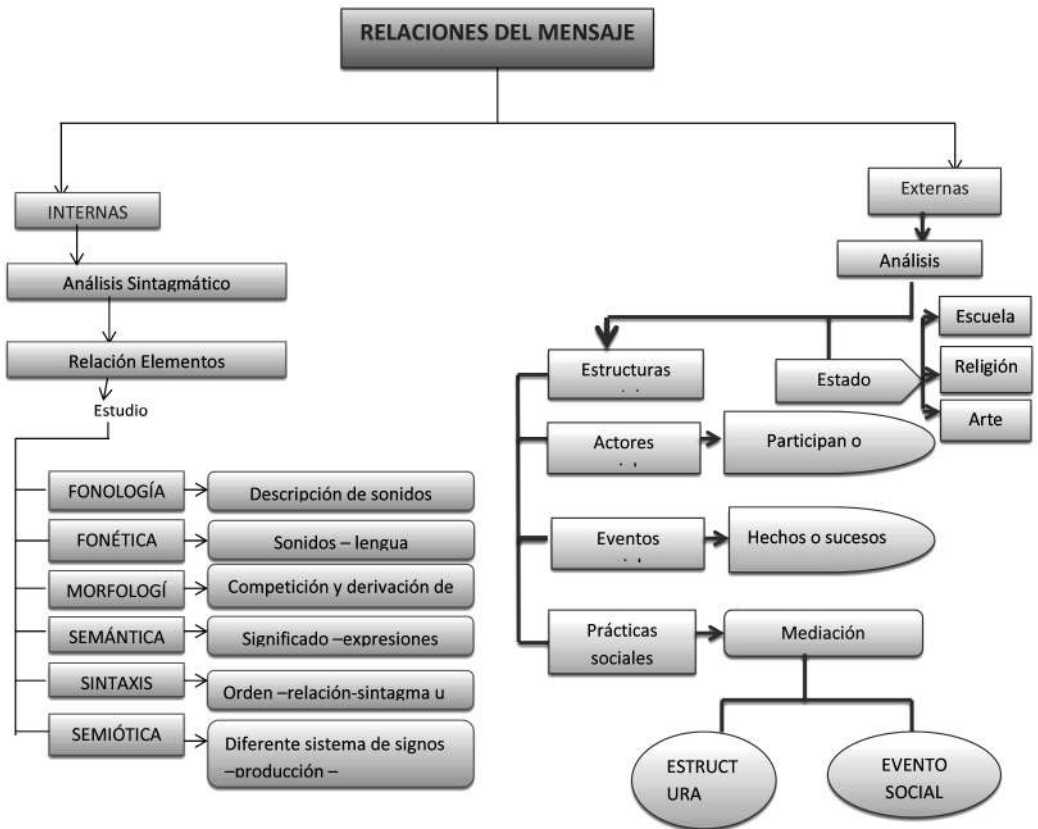 RELACIONES DEL MENSAJE
INTERNAS
Análisis Sintagmático
Relación Elementos
Estudio
FONOLOGÍA
Descripción de sonidos
FONÉTICA
Sonidos – lengua
MORFOLOGÍ
Competición y derivación de
SEMÁNTICA
Significado –expresiones
SINTAXIS
Orden –relación-sintagma u
SEMIÓTICA
Diferente sistema de signos
–producción –
Externas
Análisis
Estructuras
Estado
Escuela
Religión
Arte
Actores
Participan o
Eventos
Hechos o sucesos
Prácticas
sociales
Mediación
ESTRUCT
URA
EVENTO
SOCIAL